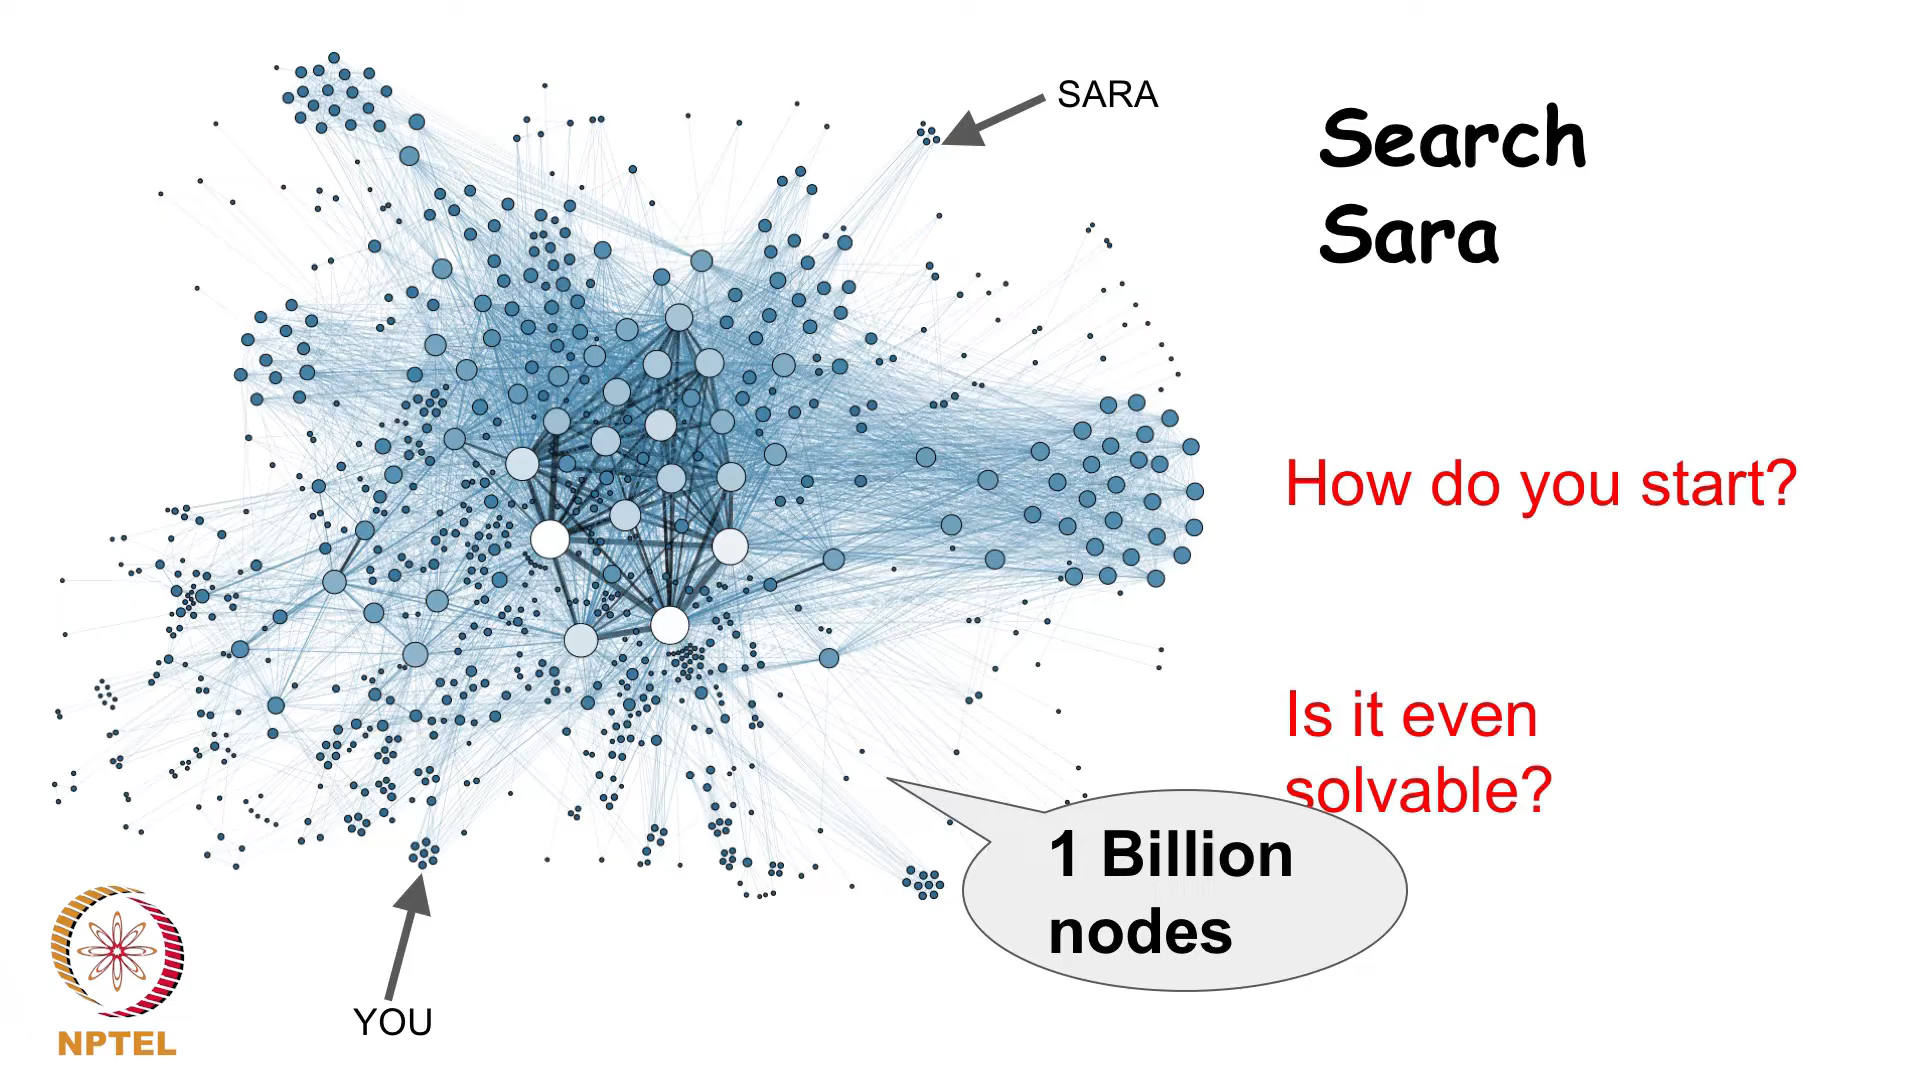 SARA
Search
Sara
How do you start?
Is it even
solvable?
1 Billion
nodes
YOU
NPTEL